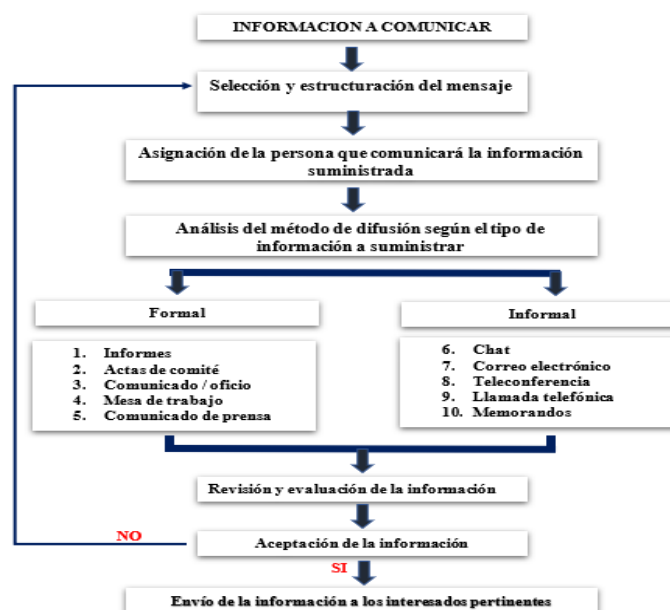 INFORMACION A COMUNICAR
Selección y estructuración del mensaje
Asignación de la persona que comunicará la información
suministrada
Análisis del método de difusión según el tipo de
información a suministrar
Formal
1. Informes
2. Actas de comité
3. Comunicado / oficio
4. Mesa de trabajo
5. Comunicado de prensa
Informal
6. Chat
7. Correo electrónico
8. Teleconferencia
9. Llamada telefónica
10. Memorandos
Revisión y evaluación de la información
NO
Aceptación de la información
SI
Envío de la información a los interesados pertinentes